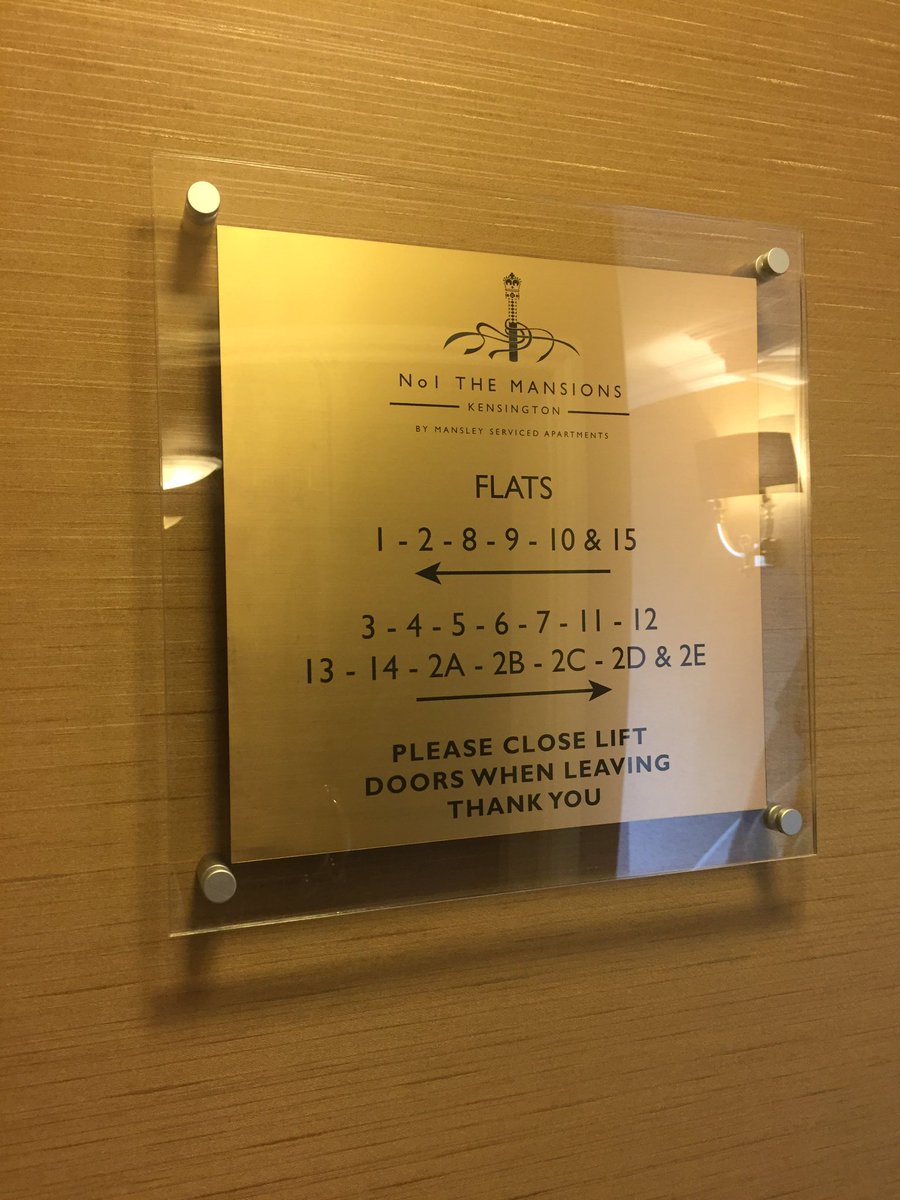 No1 THE MANSIONS
KENSINGTON
BY MANSLEY SERVICED APARTMENTS
FLATS
1 - 2 - 8 - 9 - 10 & 15
3 - 4 - 5 - 6 - 7 - 11 - 12
13 - 14 - 2A - 2B - 2C - 2D & 2E
PLEASE CLOSE LIFT
DOORS WHEN LEAVING
THANK YOU